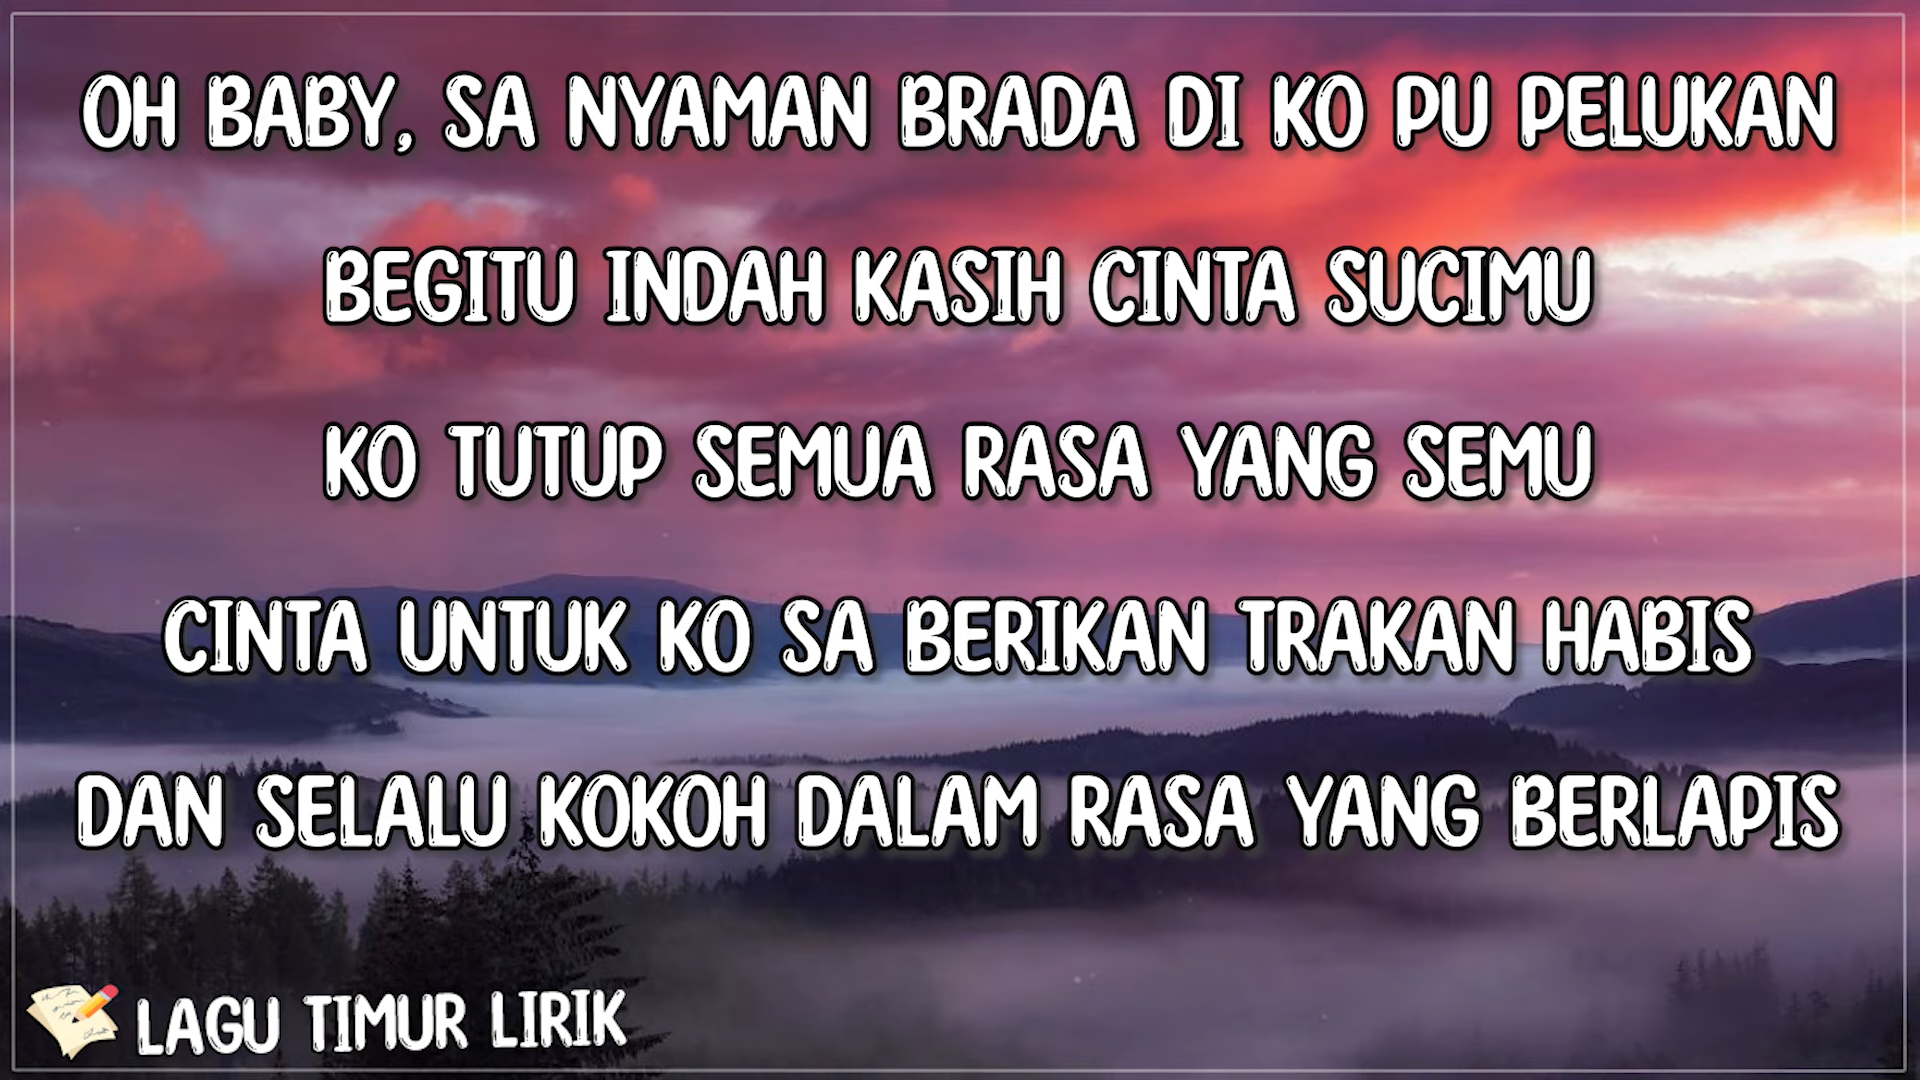 OH BABY, SA NYAMAN BRADA DI KO PU PELUKAN
BEGITU INDAH KASIH CINTA SUCIMU
KO TUTUP SEMUA RASA YANG SEMU
CINTA UNTUK KO SA BERIKAN TRAKAN HABIS
DAN SELALU KOKOH DALAM RASA YANG BERLAPIS
LAGU TIMUR LIRIK